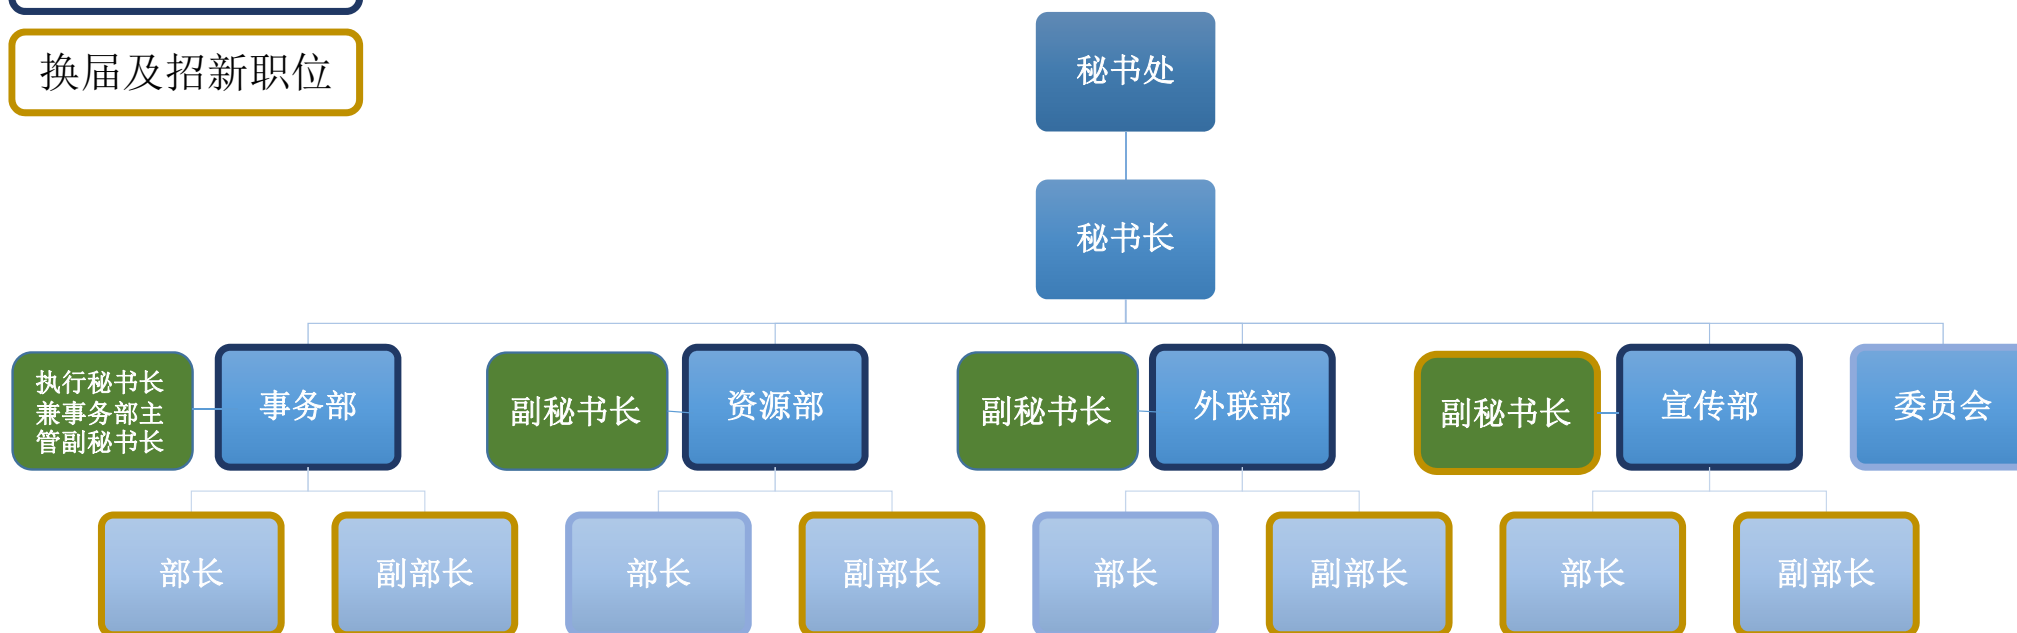 换届及招新职位
秘书处
秘书长
执行秘书长
兼事务部主
管副秘书长
事务部
副秘书长
资源部
副秘书长
外联部
副秘书长
宣传部
委员会
部长
副部长
部长
副部长
部长
副部长
部长
副部长